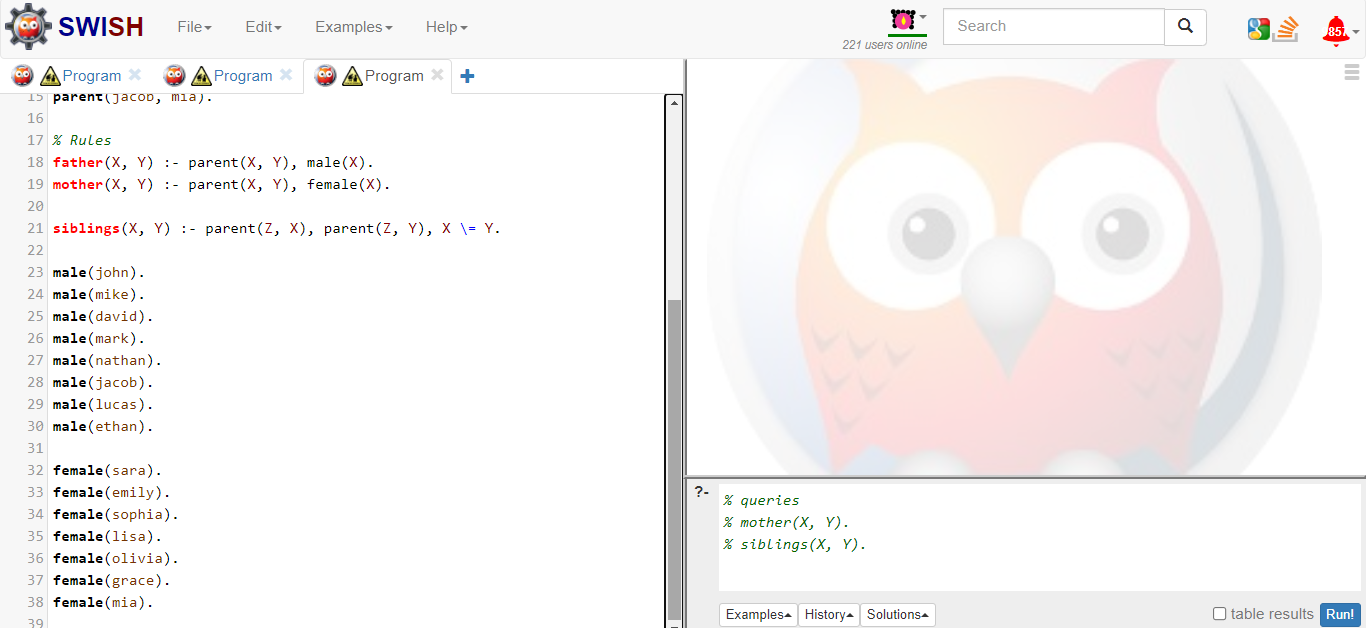 SWISH File Edit Examples Help 221 users online Search 857
Program Program Program
15 parent(jacob, mia).
16
17 % Rules
18 father(X, Y) :- parent(X, Y), male(X).
19 mother(X, Y) :- parent(X, Y), female(X).
20
21 siblings(X, Y) :- parent(Z, X), parent(Z, Y), X \= Y.
22
23 male(john).
24 male(mike).
25 male(david).
26 male(mark).
27 male(nathan).
28 male(jacob).
29 male(lucas).
30 male(ethan).
31
32 female(sara).
33 female(emily).
34 female(sophia).
35 female(lisa).
36 female(olivia).
37 female(grace).
38 female(mia).
39
?- % queries
% mother(X, Y).
% siblings(X, Y).
Examples History Solutions table results Run!